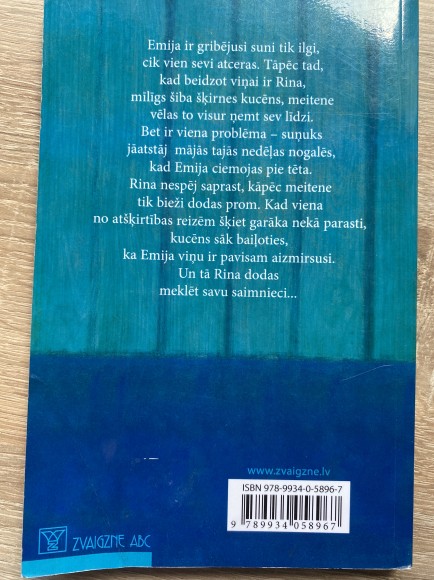 Emija ir gribējusi suni tik ilgi,
cik vien sevi atceras. Tāpēc tad,
kad beidzot viņai ir Rina,
mīlīgs šiba šķirnes kucēns, meitene
vēlas to visur ņemt sev līdzi.
Bet ir viena problēma – suņuks
jāatstāj mājās tajās nedēļas nogalēs,
kad Emija ciemojas pie tēta.
Rina nespēj saprast, kāpēc meitene
tik bieži dodas prom. Kad viena
no atšķirtības reizēm šķiet garāka nekā parasti,
kucēns sāk baiļoties,
ka Emija viņu ir pavisam aizmirsusi.
Un tā Rina dodas
meklēt savu saimnieci...
www.zvaigzne.lv
ISBN 978-9934-0-5896-7
9 789934 058967
ZVAIGZNE ABC